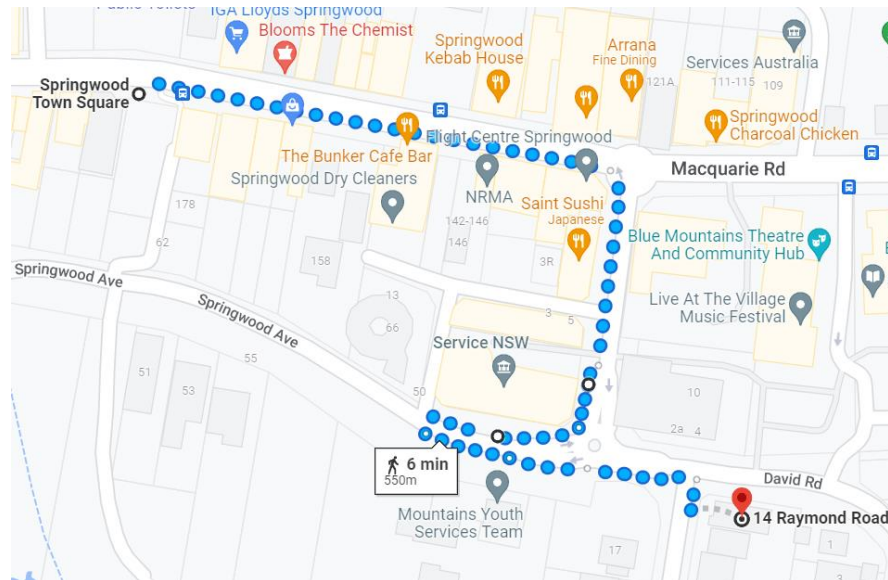 IGA Lloyds Springwood
Blooms The Chemist
Springwood
Kebab House
Arrana
Fine Dining
Services Australia
121A
111-115
109
Springwood
Town Square
Springwood
Charcoal Chicken
Flight Centre Springwood
The Bunker Cafe Bar
Springwood Dry Cleaners
NRMA
Macquarie Rd
178
142-146
146
Saint Sushi
Japanese
Blue Mountains Theatre
And Community Hub
62
158
3R
Springwood Ave
Springwood Ave
13
66
3
5
Live At The Village
Music Festival
Service NSW
51
53
55
50
10
2a
4
6 min
550m
David Rd
Mountains Youth
Services Team
14 Raymond Road
17
1
3